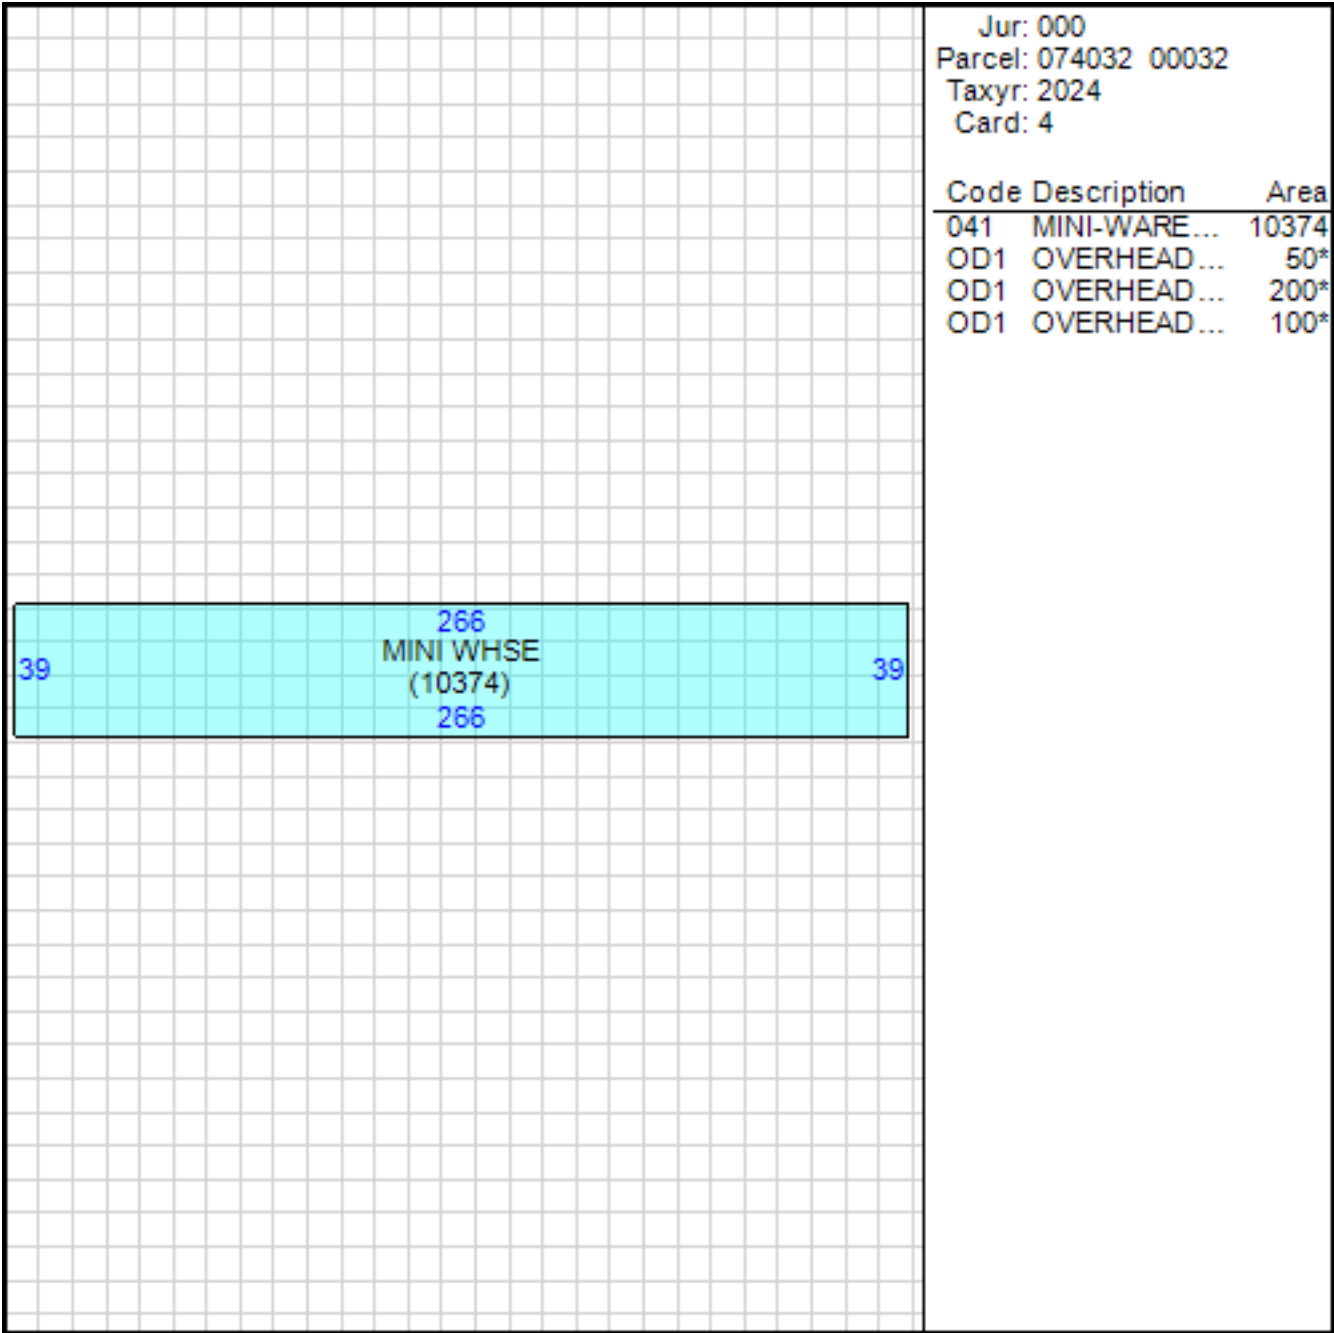 Jur: 000
Parcel: 074032 00032
Taxyr: 2024
Card: 4
Code Description Area
041 MINI-WARE... 10374
OD1 OVERHEAD... 50*
OD1 OVERHEAD... 200*
OD1 OVERHEAD... 100*
266
MINI WHSE
39 39
(10374)
266